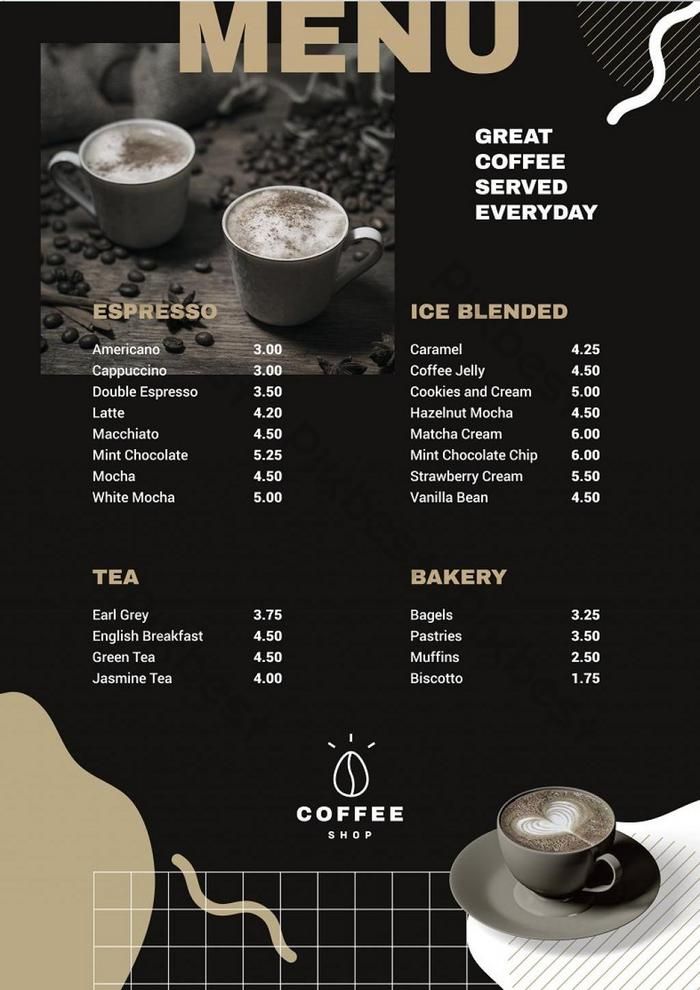 MENU
GREAT
COFFEE
SERVED
EVERYDAY
ESPRESSO
Americano 3.00
Cappuccino 3.00
Double Espresso 3.50
Latte 4.20
Macchiato 4.50
Mint Chocolate 5.25
Mocha 4.50
White Mocha 5.00
ICE BLENDED
Caramel 4.25
Coffee Jelly 4.50
Cookies and Cream 5.00
Hazelnut Mocha 4.50
Matcha Cream 6.00
Mint Chocolate Chip 6.00
Strawberry Cream 5.50
Vanilla Bean 4.50
TEA
Earl Grey 3.75
English Breakfast 4.50
Green Tea 4.50
Jasmine Tea 4.00
BAKERY
Bagels 3.25
Pastries 3.50
Muffins 2.50
Biscotto 1.75
COFFEE
SHOP